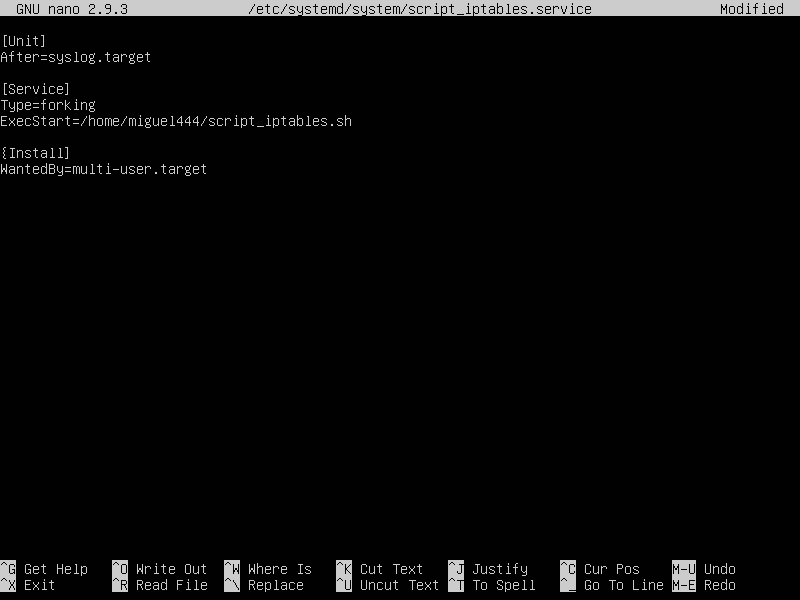 GNU nano 2.9.3 /etc/systemd/system/script_iptables.service Modified
[Unit]
After=syslog.target
[Service]
Type=forking
ExecStart=/home/miguel444/script_iptables.sh
{Install]
WantedBy=multi-user.target
^G Get Help ^O Write Out ^W Where Is ^K Cut Text ^J Justify ^C Cur Pos M-U Undo
^X Exit ^R Read File ^\ Replace ^U Uncut Text ^T To Spell ^_ Go To Line M-E Redo